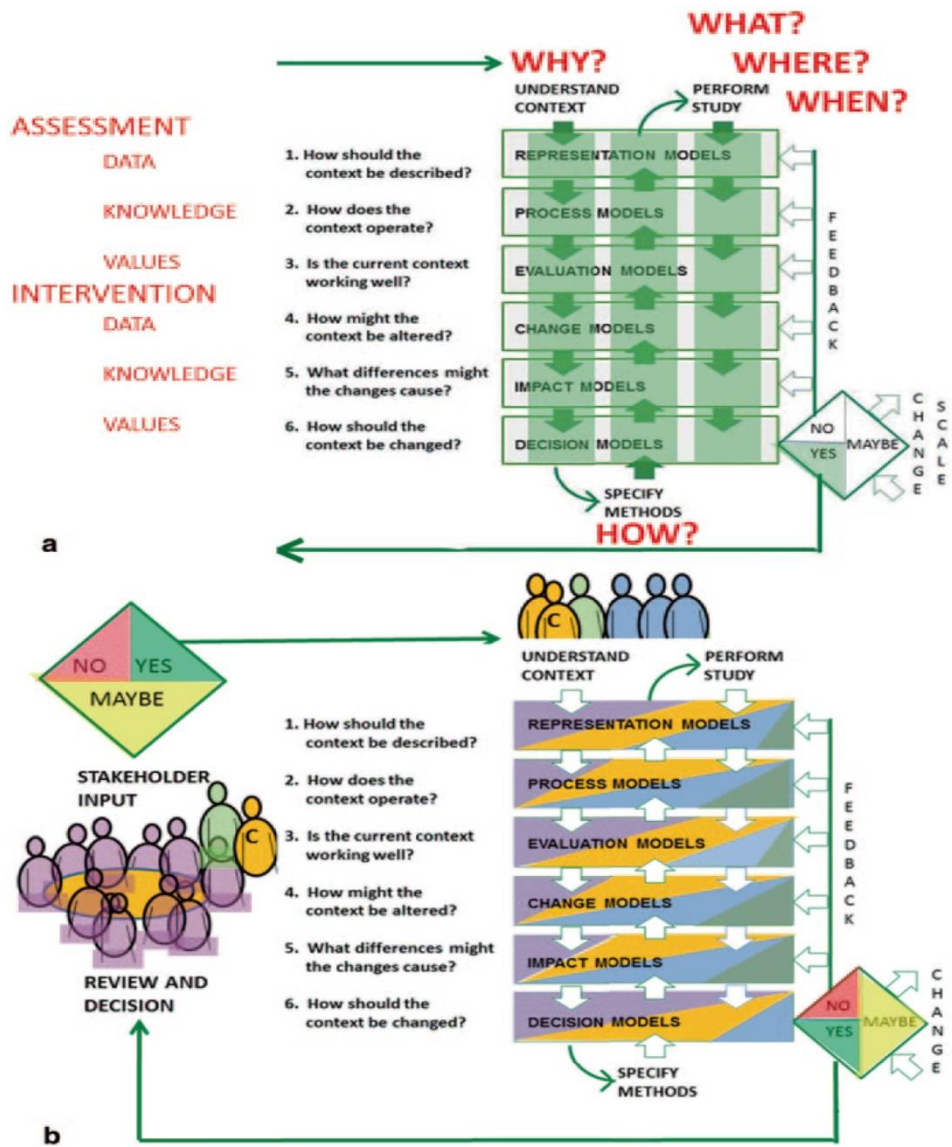 WHAT?
WHY?
WHERE?
UNDERSTAND
CONTEXT
PERFORM
STUDY
WHEN?
ASSESSMENT
DATA
KNOWLEDGE
VALUES
INTERVENTION
DATA
KNOWLEDGE
VALUES
1. How should the
context be described?
2. How does the
context operate?
3. Is the current context
working well?
4. How might the
context be altered?
5. What differences might
the changes cause?
6. How should the
context be changed?
REPRESENTATION MODELS
PROCESS MODELS
EVALUATION MODELS
CHANGE MODELS
IMPACT MODELS
DECISION MODELS
FEEDBACK
NO
YES
MAYBE
CHANGE
SCALE
SPECIFY
METHODS
HOW?
a
NO
YES
MAYBE
STAKEHOLDER
INPUT
C
REVIEW AND
DECISION
C
UNDERSTAND
CONTEXT
PERFORM
STUDY
1. How should the
context be described?
2. How does the
context operate?
3. Is the current context
working well?
4. How might the
context be altered?
5. What differences might
the changes cause?
6. How should the
context be changed?
REPRESENTATION MODELS
PROCESS MODELS
EVALUATION MODELS
CHANGE MODELS
IMPACT MODELS
DECISION MODELS
FEEDBACK
NO
YES
MAYBE
CHANGE
SPECIFY
METHODS
b